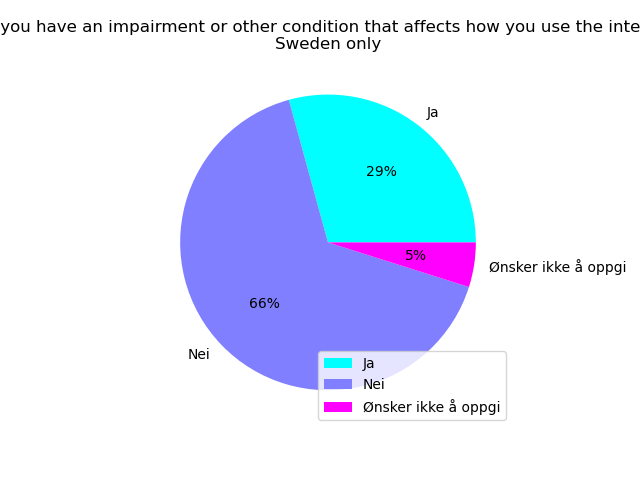 you have an impairment or other condition that affects how you use the inte
Sweden only
Ja
29%
5%
Ønsker ikke å oppgi
66%
Nei
Ja
Nei
Ønsker ikke å oppgi